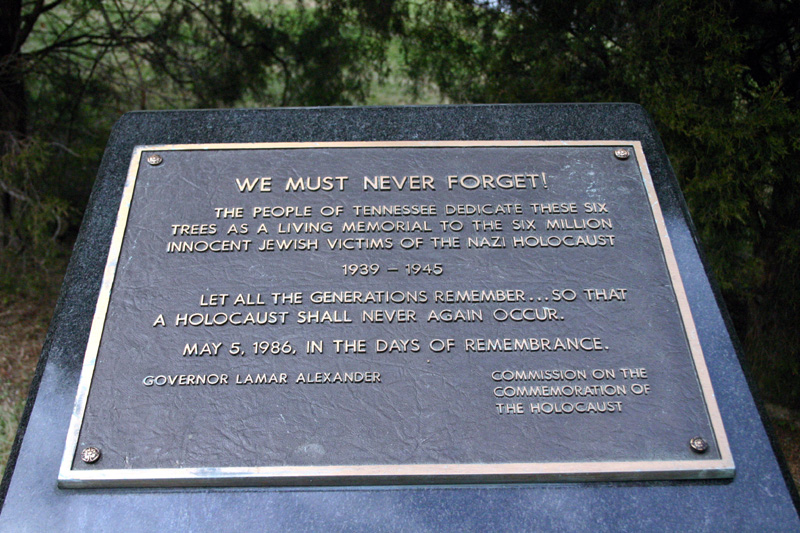 WE MUST NEVER FORGET!
THE PEOPLE OF TENNESSEE DEDICATE THESE SIX
TREES AS A LIVING MEMORIAL TO THE SIX MILLION
INNOCENT JEWISH VICTIMS OF THE NAZI HOLOCAUST
1939 – 1945
LET ALL THE GENERATIONS REMEMBER...SO THAT
A HOLOCAUST SHALL NEVER AGAIN OCCUR.
MAY 5, 1986, IN THE DAYS OF REMEMBRANCE.
GOVERNOR LAMAR ALEXANDER
COMMISSION ON THE
COMMEMORATION OF
THE HOLOCAUST